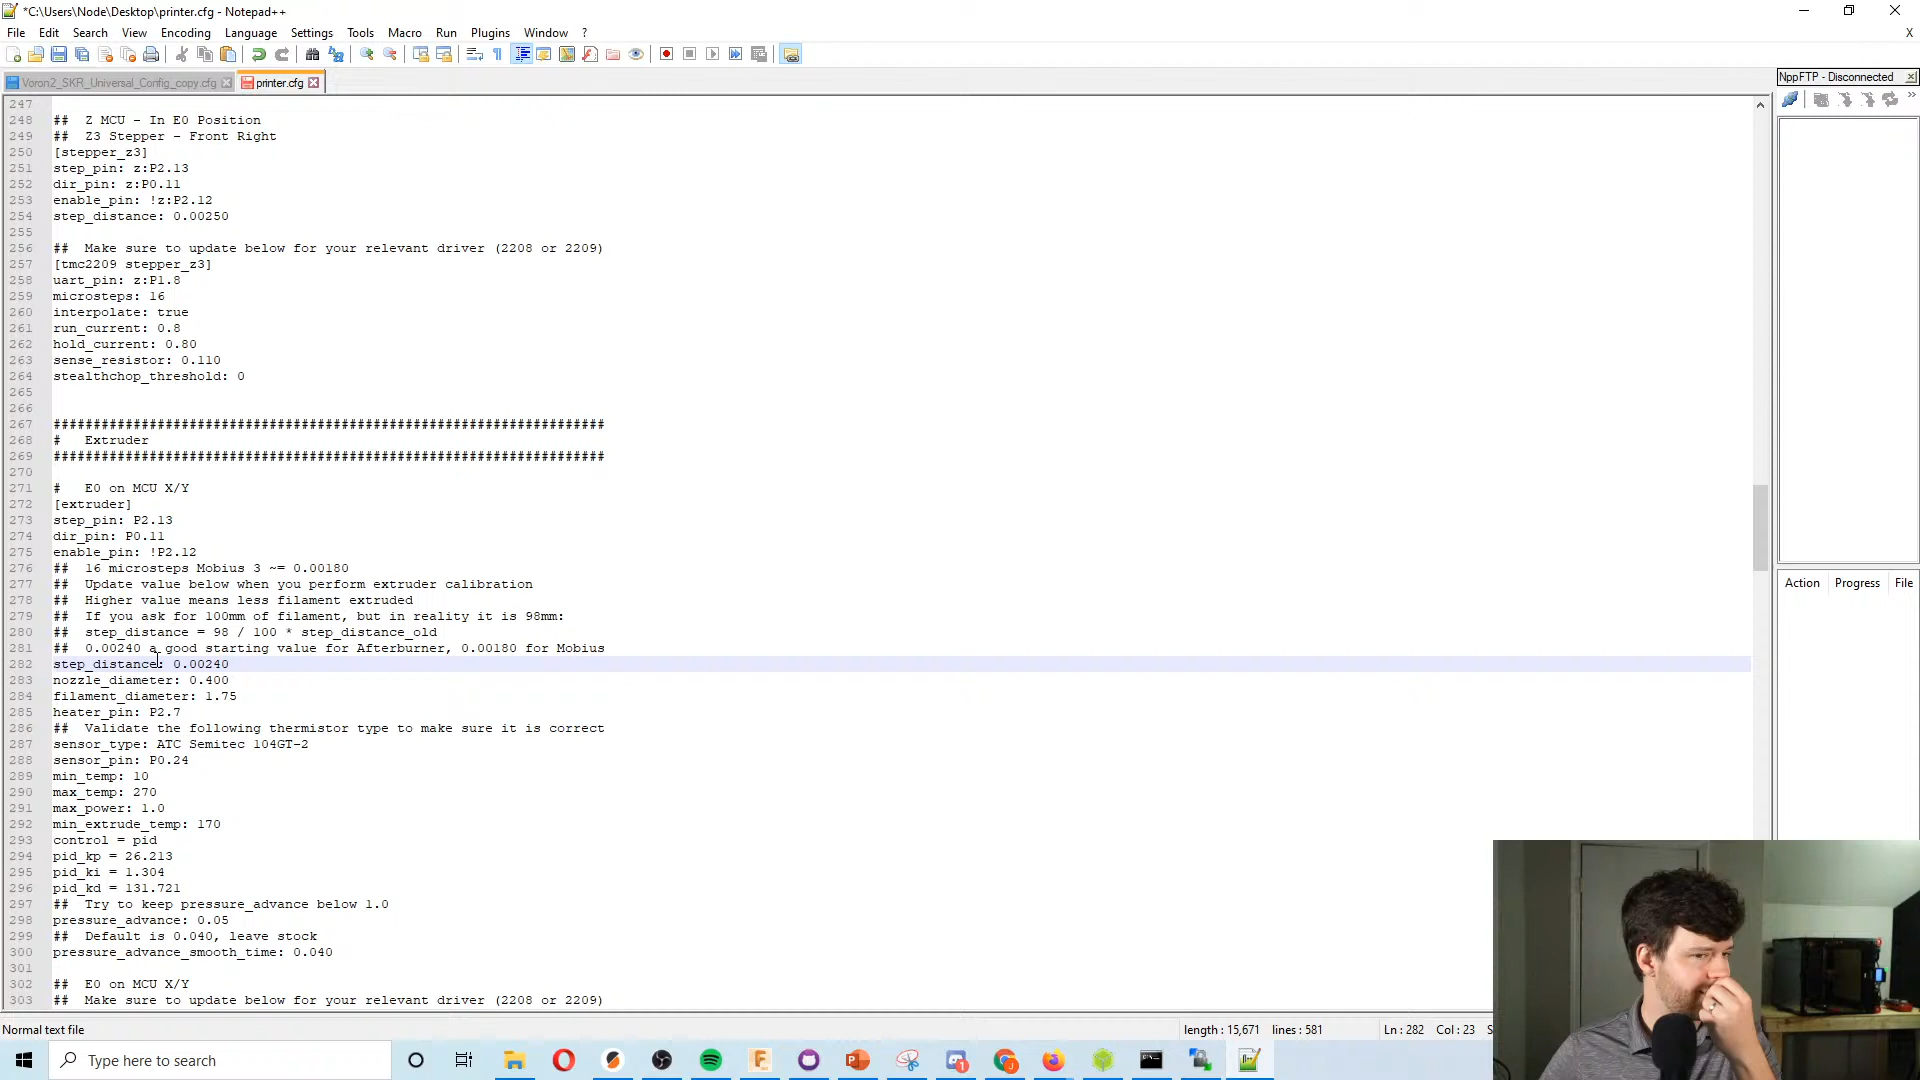 *C:\Users\Node\Desktop\printer.cfg - Notepad++
File Edit Search View Encoding Language Settings Tools Macro Run Plugins Window ? X
Voron2_SKR_Universal_Config_copy.cfg printer.cfg
NppFTP - Disconnected
247
248 ## Z MCU - In E0 Position
249 ## Z3 Stepper - Front Right
250 [stepper_z3]
251 step_pin: z:P2.13
252 dir_pin: z:P0.11
253 enable_pin: !z:P2.12
254 step_distance: 0.00250
255
256 ## Make sure to update below for your relevant driver (2208 or 2209)
257 [tmc2209 stepper_z3]
258 uart_pin: z:P1.8
259 microsteps: 16
260 interpolate: true
261 run_current: 0.8
262 hold_current: 0.80
263 sense_resistor: 0.110
264 stealthchop_threshold: 0
265
266
267 #####################################################################
268 # Extruder
269 #####################################################################
270
271 # E0 on MCU X/Y
272 [extruder]
273 step_pin: P2.13
274 dir_pin: P0.11
275 enable_pin: !P2.12
276 ## 16 microsteps Mobius 3 ~= 0.00180
277 ## Update value below when you perform extruder calibration
278 ## Higher value means less filament extruded
279 ## If you ask for 100mm of filament, but in reality it is 98mm:
280 ## step_distance = 98 / 100 * step_distance_old
281 ## 0.00240 a good starting value for Afterburner, 0.00180 for Mobius
282 step_distance: 0.00240
283 nozzle_diameter: 0.400
284 filament_diameter: 1.75
285 heater_pin: P2.7
286 ## Validate the following thermistor type to make sure it is correct
287 sensor_type: ATC Semitec 104GT-2
288 sensor_pin: P0.24
289 min_temp: 10
290 max_temp: 270
291 max_power: 1.0
292 min_extrude_temp: 170
293 control = pid
294 pid_kp = 26.213
295 pid_ki = 1.304
296 pid_kd = 131.721
297 ## Try to keep pressure_advance below 1.0
298 pressure_advance: 0.05
299 ## Default is 0.040, leave stock
300 pressure_advance_smooth_time: 0.040
301
302 ## E0 on MCU X/Y
303 ## Make sure to update below for your relevant driver (2208 or 2209)
Action Progress File
Normal text file length : 15,671 lines : 581 Ln : 282 Col : 23 S
Type here to search